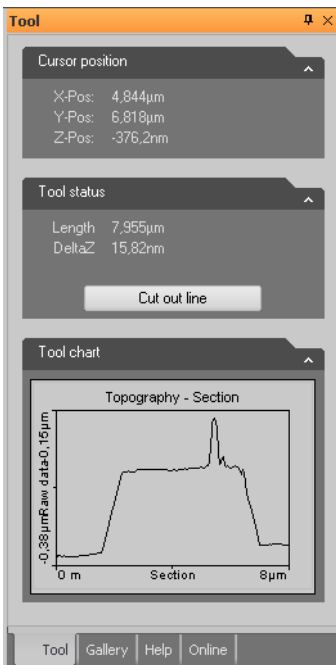 Tool
Cursor position
X-Pos: 4,844µm
Y-Pos: 6,818µm
Z-Pos: -376,2nm
Tool status
Length 7,955µm
DeltaZ 15,82nm
Cut out line
Tool chart
Topography - Section
-0,38µmRaw data-0,15µm
0 m Section 8µm
Tool Gallery Help Online